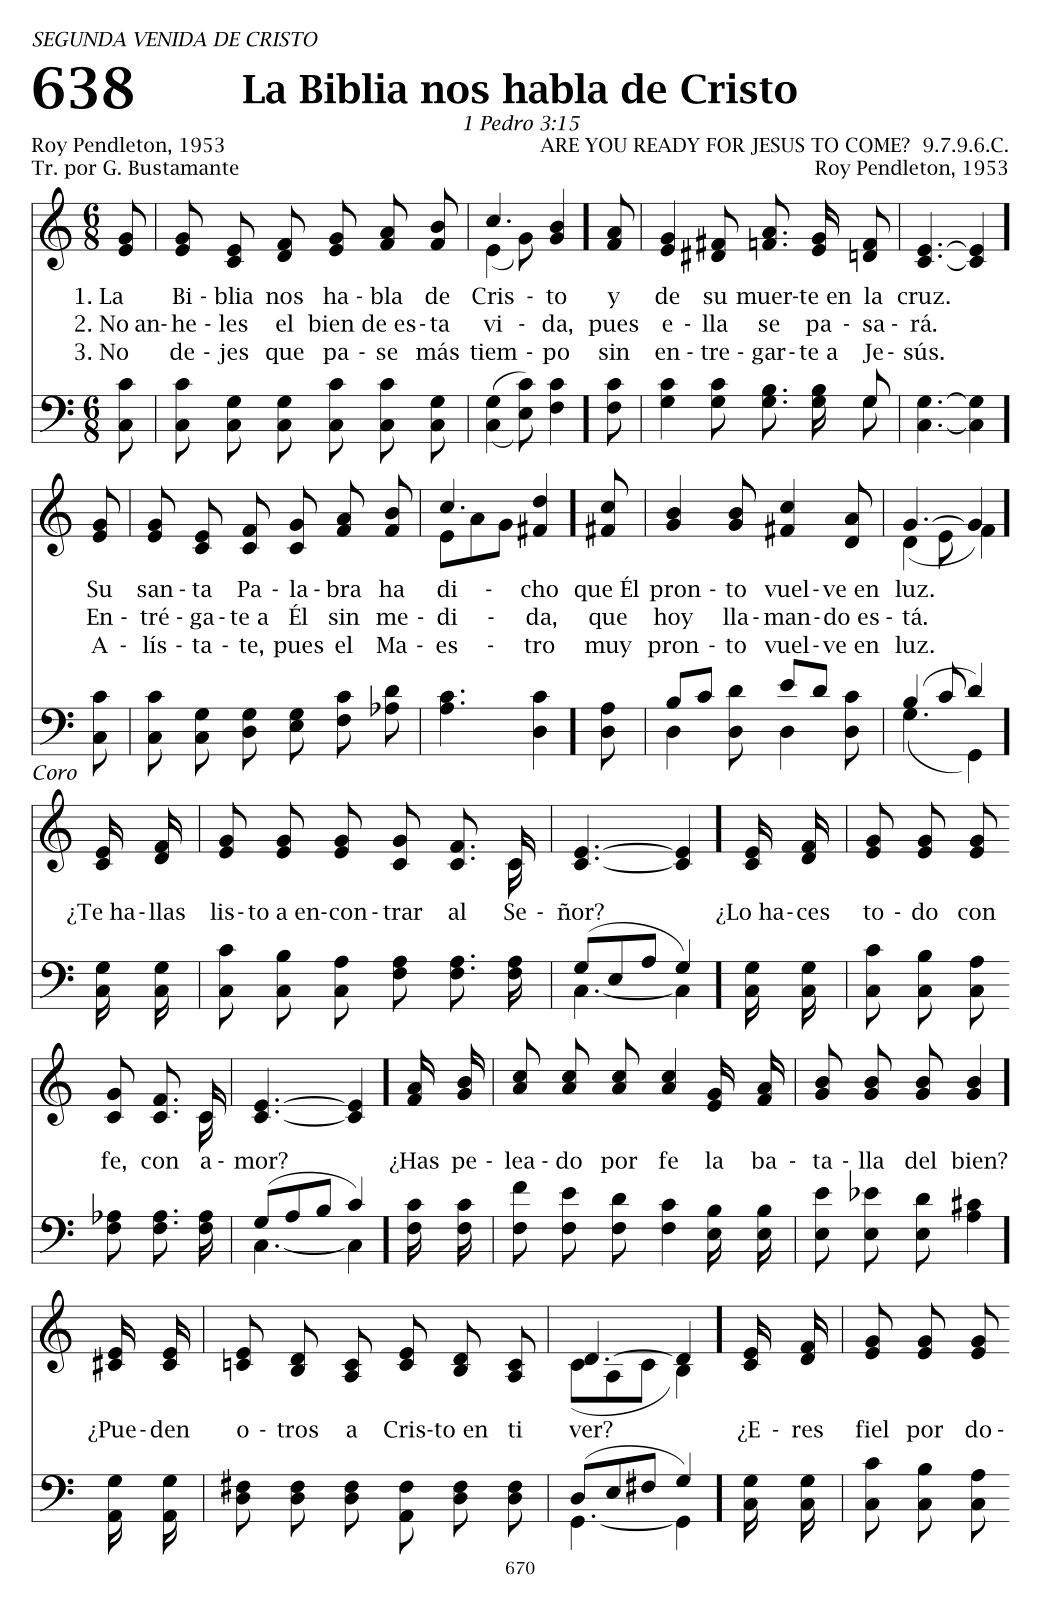 SEGUNDA VENIDA DE CRISTO
638 La Biblia nos habla de Cristo
1 Pedro 3:15
Roy Pendleton, 1953 ARE YOU READY FOR JESUS TO COME? 9.7.9.6.C.
Tr. por G. Bustamante Roy Pendleton, 1953
1. La Bi - blia nos ha - bla de Cris - to y de su muer-te en la cruz.
2. No an-he - les el bien de es-ta vi - da, pues e - lla se pa - sa - rá.
3. No de - jes que pa - se más tiem - po sin en - tre - gar-te a Je - sús.
Su san - ta Pa - la - bra ha di - cho que Él pron - to vuel-ve en luz.
En - tré - ga - te a Él sin me - di - da, que hoy lla - man - do es - tá.
A - lís - ta - te, pues el Ma - es - tro muy pron - to vuel-ve en luz.
Coro
¿Te ha - llas lis - to a en-con - trar al Se - ñor? ¿Lo ha - ces to - do con
fe, con a - mor? ¿Has pe - lea - do por fe la ba - ta - lla del bien?
¿Pue - den o - tros a Cris-to en ti ver? ¿E - res fiel por do -
670